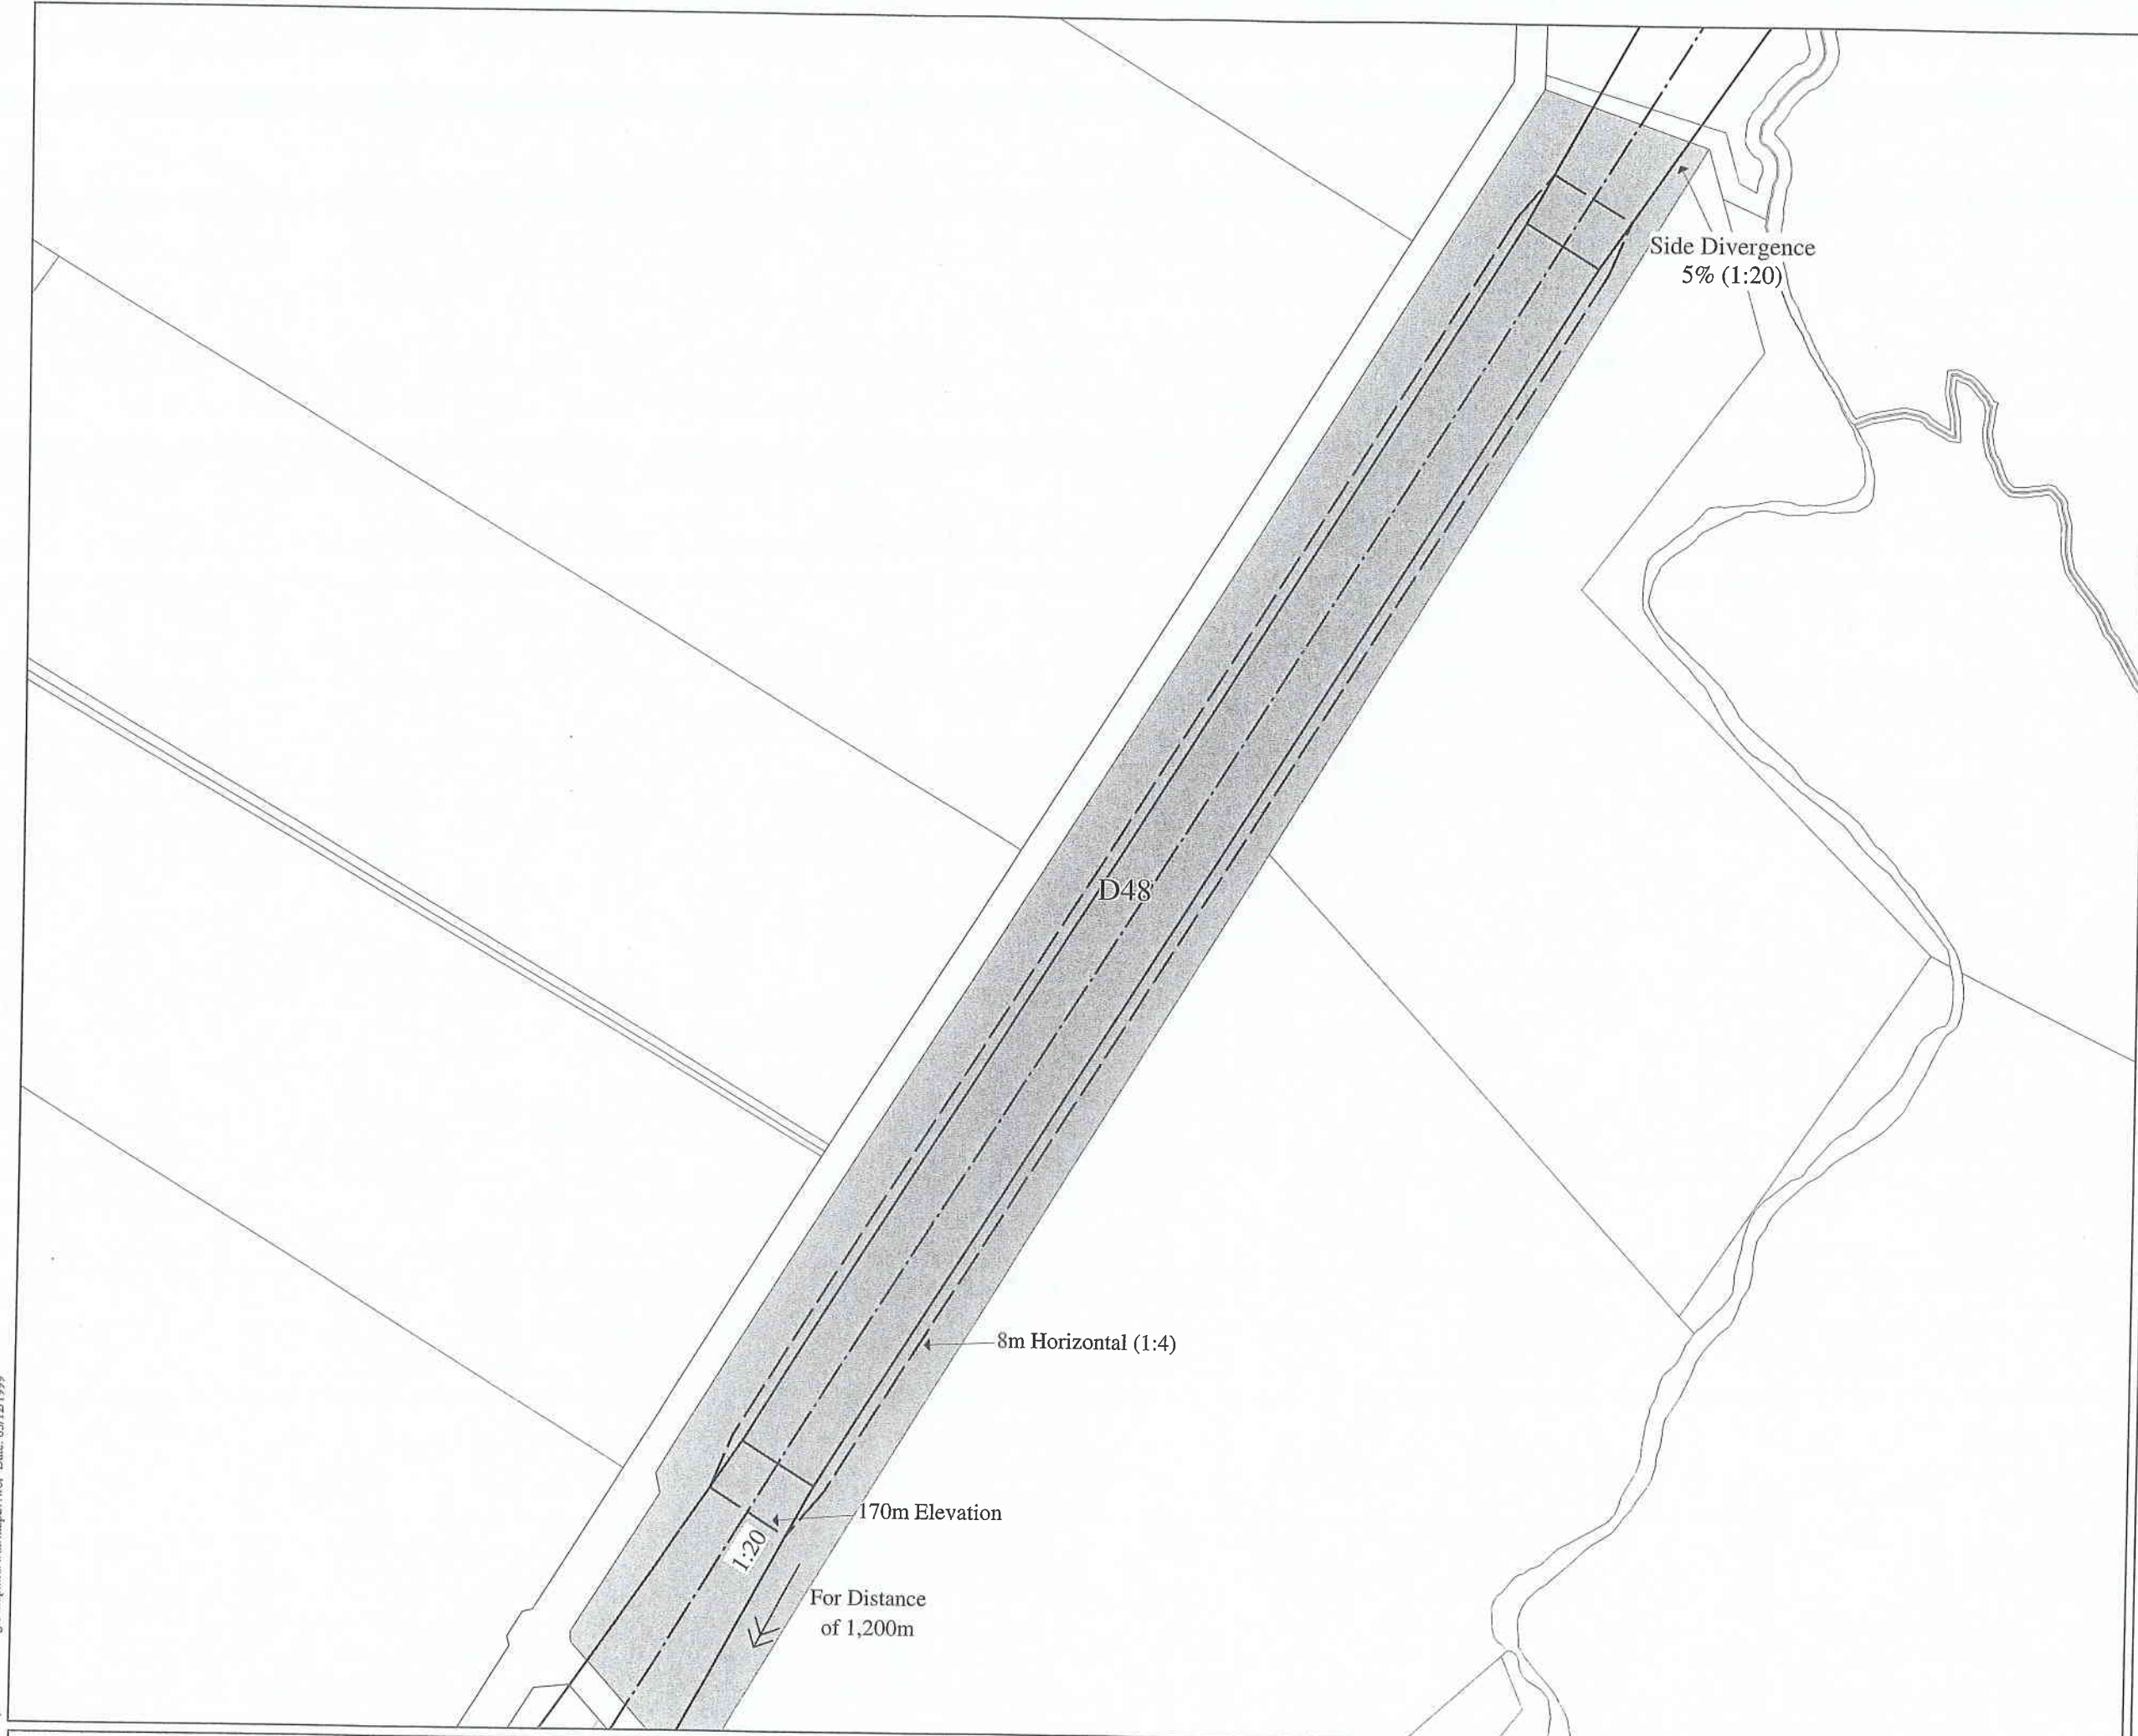 Side Divergence
5% (1:20)
D48
8m Horizontal (1:4)
170m Elevation
1:20
For Distance
of 1,200m